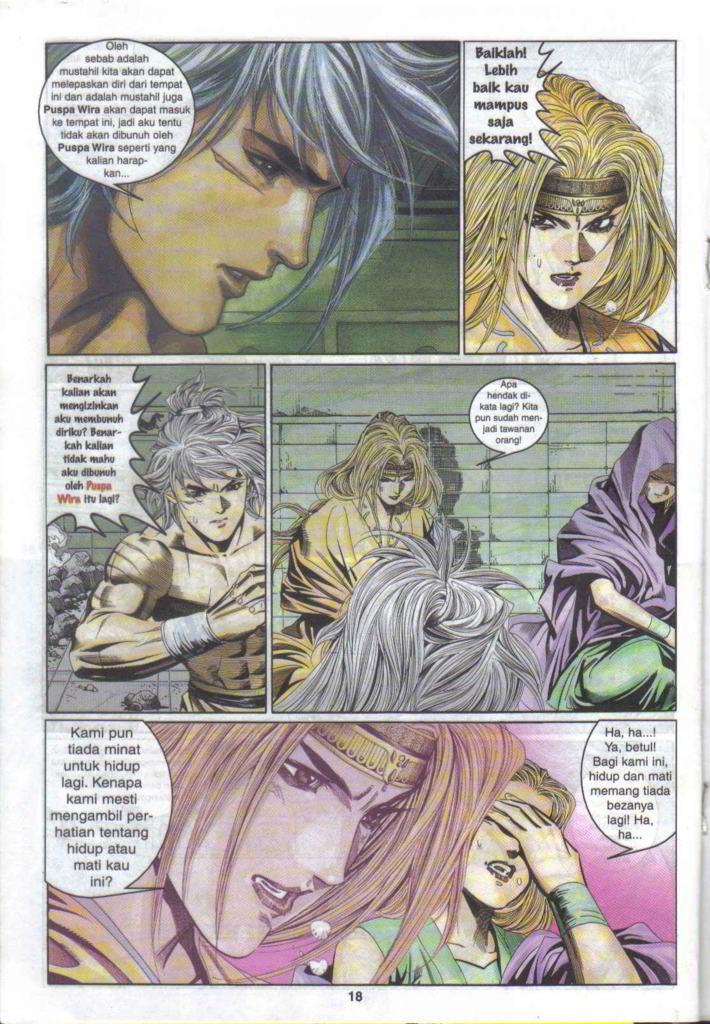 Oleh
sebab adalah
mustahil kita akan dapat
melepaskan diri dari tempat
ini dan adalah mustahil juga
Puspa Wira akan dapat masuk
ke tempat ini, jadi aku tentu
tidak akan dibunuh oleh
Puspa Wira seperti yang
kalian harap-
kan...
Baiklah!
Lebih
baik kau
mampus
saja
sekarang!
Benarkah
kalian akan
mengizinkan
aku membunuh
diriku? Benar-
kah kalian
tidak mahu
aku dibunuh
oleh Puspa
Wira itu lagi?
Apa
hendak di-
kata lagi? Kita
pun sudah men-
jadi tawanan
orang!
Kami pun
tiada minat
untuk hidup
lagi. Kenapa
kami mesti
mengambil per-
hatian tentang
hidup atau
mati kau
ini?
Ha, ha...!
Ya, betul!
Bagi kami ini,
hidup dan mati
memang tiada
bezanya
lagi! Ha,
ha...
18